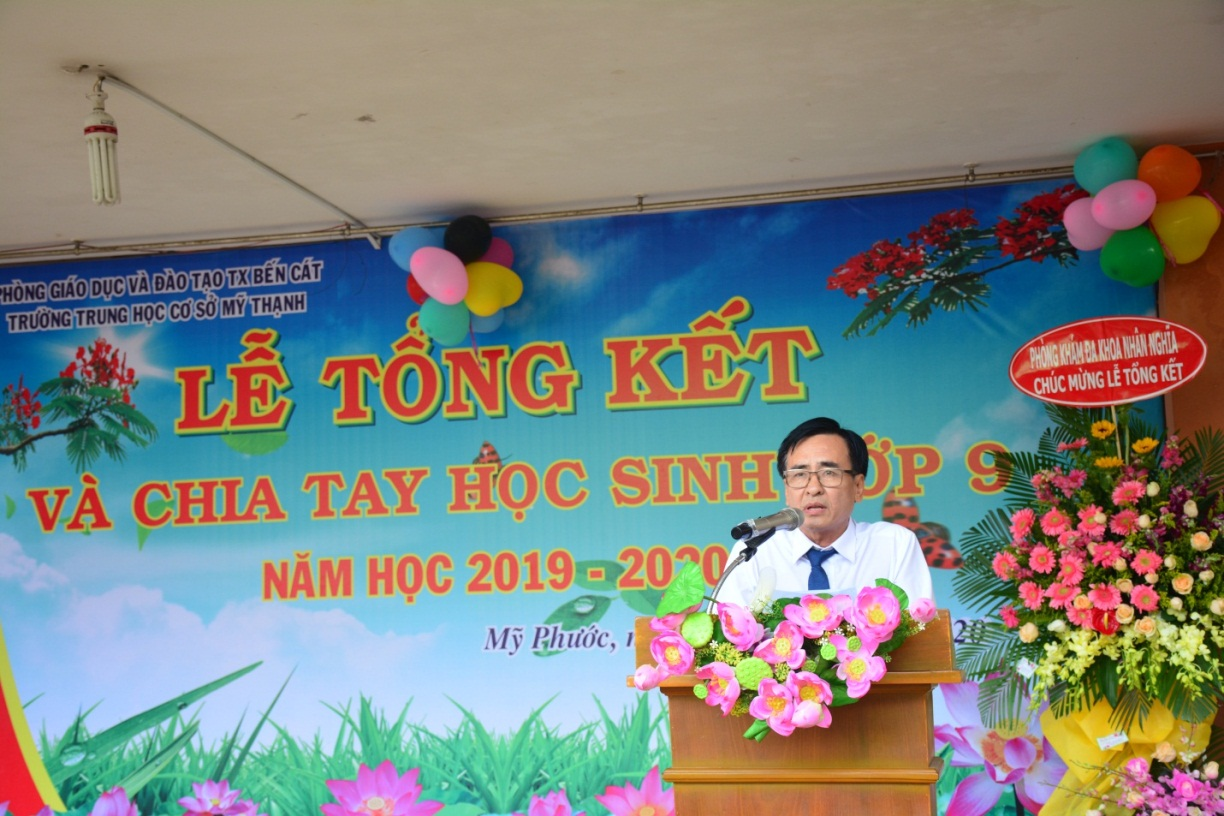 PHÒNG GIÁO DỤC VÀ ĐÀO TẠO TX BẾN CÁT
TRƯỜNG TRUNG HỌC CƠ SỞ MỸ THẠNH
LỄ TỔNG KẾT
VÀ CHIA TAY HỌC SINH LỚP 9
NĂM HỌC 2019 - 2020
Mỹ Phước,
PHÒNG KHÁM ĐA KHOA NHÂN NGHĨA
CHÚC MỪNG LỄ TỔNG KẾT